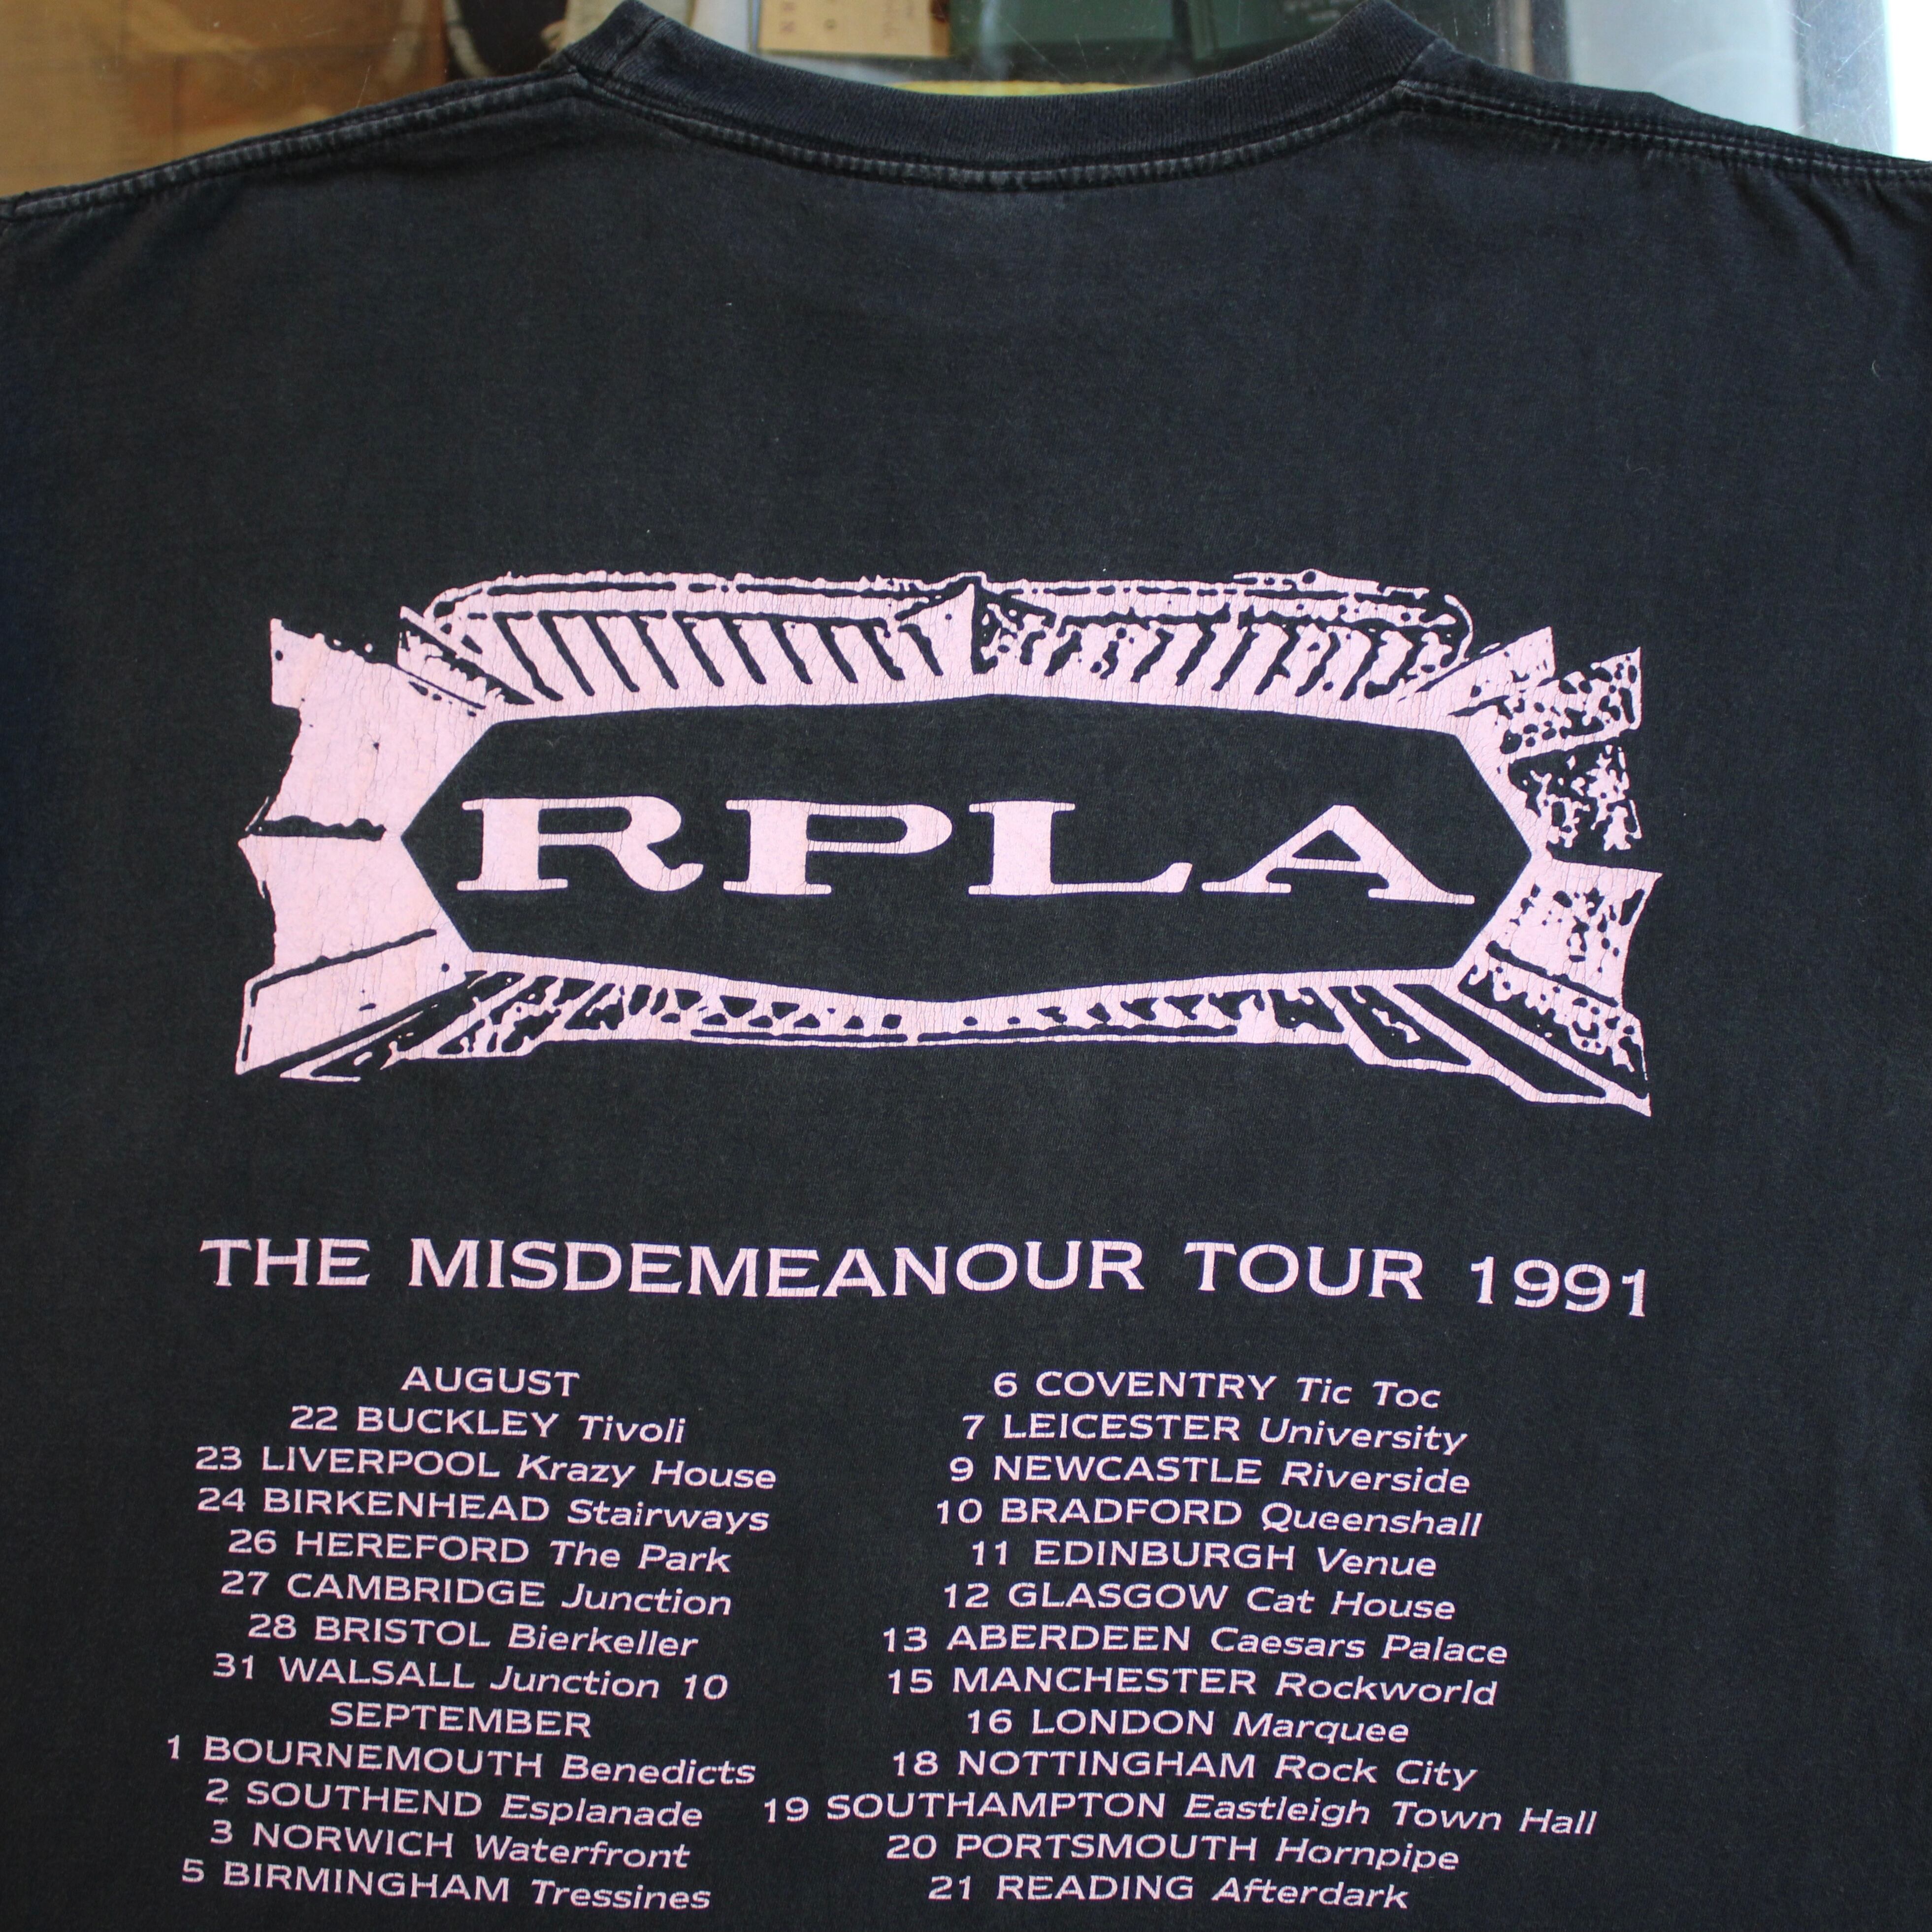 RPLA
THE MISDEMEANOUR TOUR 1991
AUGUST
22 BUCKLEY Tivoli
23 LIVERPOOL Krazy House
24 BIRKENHEAD Stairways
26 HEREFORD The Park
27 CAMBRIDGE Junction
28 BRISTOL Bierkeller
31 WALSALL Junction 10
SEPTEMBER
1 BOURNEMOUTH Benedicts
2 SOUTHEND Esplanade
3 NORWICH Waterfront
5 BIRMINGHAM Tressines
6 COVENTRY Tic Toc
7 LEICESTER University
9 NEWCASTLE Riverside
10 BRADFORD Queenshall
11 EDINBURGH Venue
12 GLASGOW Cat House
13 ABERDEEN Caesars Palace
15 MANCHESTER Rockworld
16 LONDON Marquee
18 NOTTINGHAM Rock City
19 SOUTHAMPTON Eastleigh Town Hall
20 PORTSMOUTH Hornpipe
21 READING Afterdark